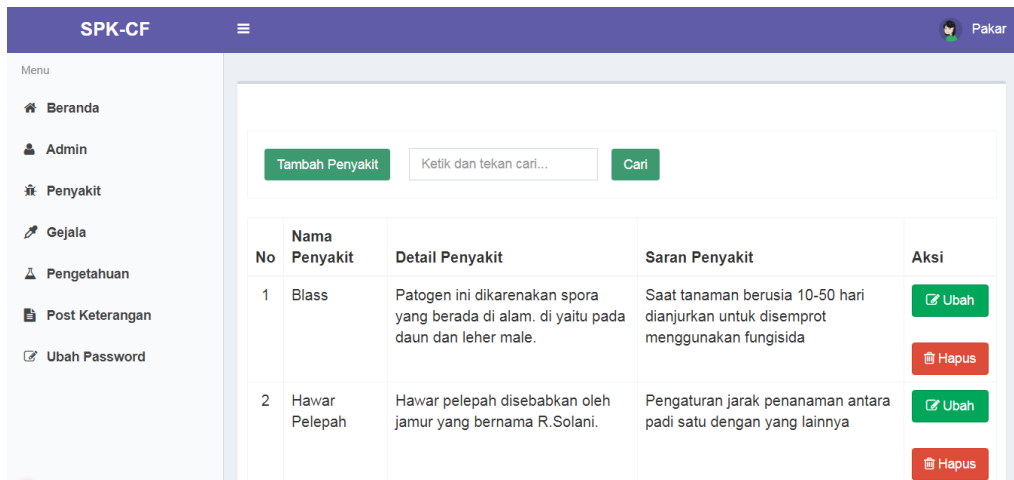 SPK-CF
Pakar
Menu
Beranda
Admin
Penyakit
Gejala
Pengetahuan
Post Keterangan
Ubah Password
Tambah Penyakit
Ketik dan tekan cari...
Cari
No
Nama
Penyakit
Detail Penyakit
Saran Penyakit
Aksi
1
Blass
Patogen ini dikarenakan spora
yang berada di alam. di yaitu pada
daun dan leher male.
Saat tanaman berusia 10-50 hari
dianjurkan untuk disemprot
menggunakan fungisida
Ubah
Hapus
2
Hawar
Pelepah
Hawar pelepah disebabkan oleh
jamur yang bernama R.Solani.
Pengaturan jarak penanaman antara
padi satu dengan yang lainnya
Ubah
Hapus